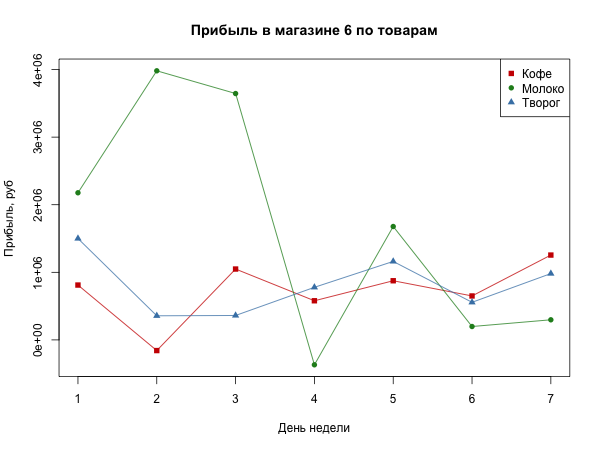 Прибыль в магазине 6 по товарам
Кофе
Молоко
Творог
Прибыль, руб
4e+06
3e+06
2e+06
1e+06
0e+00
1 2 3 4 5 6 7
День недели